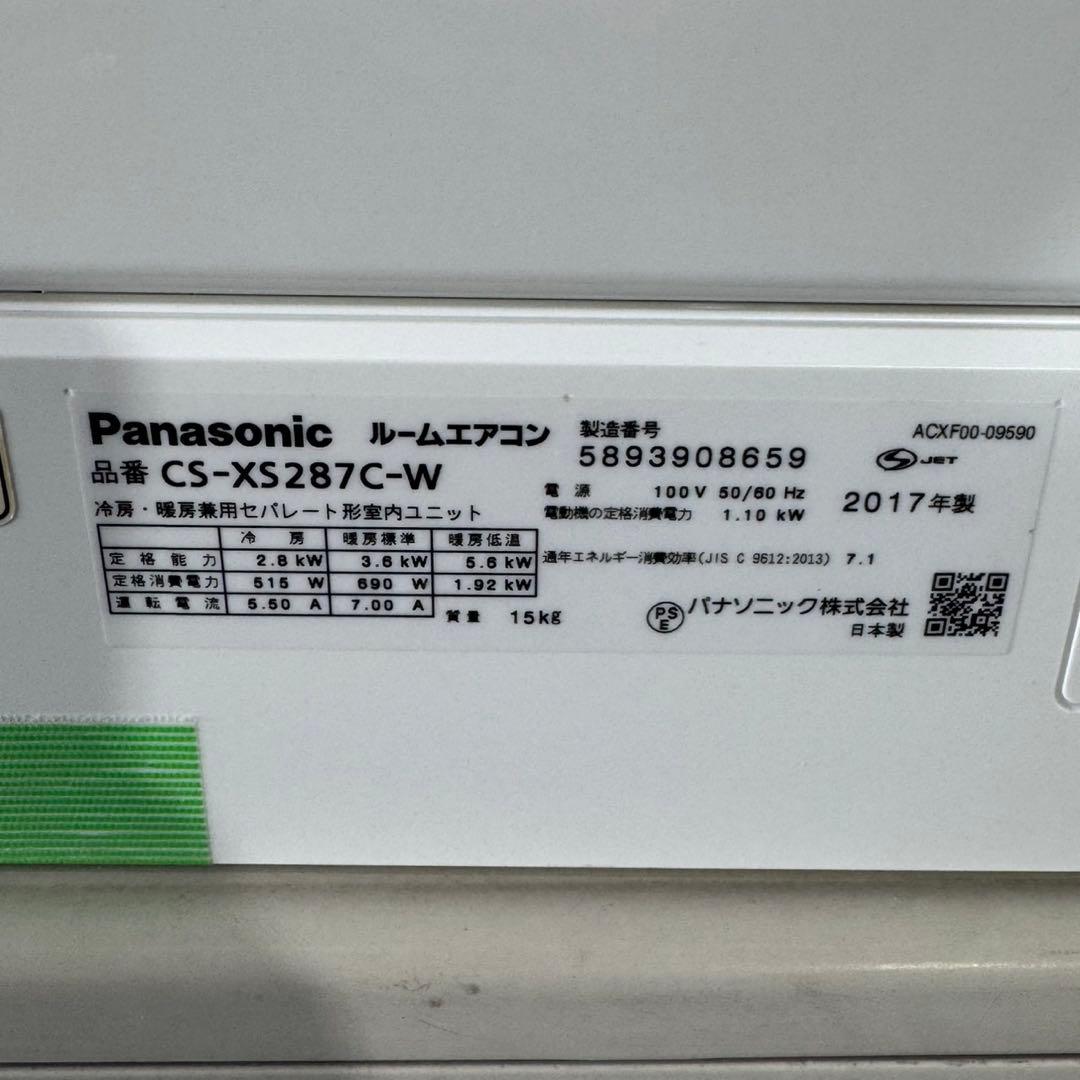 Panasonic ルームエアコン
品番 CS-XS287C-W
冷房・暖房兼用セパレート形室内ユニット
冷房 暖房標準 暖房低温
定格能力 2.8 kW 3.6 kW 5.6 kW
定格消費電力 515 W 690 W 1.92 kW
運転電流 5.50 A 7.00 A
質量 15kg
製造番号
5893908659
ACXF00-09590
S JET
電源 100V 50/60 Hz
電動機の定格消費電力 1.10 kW
2017年製
通年エネルギー消費効率(JIS C 9612:2013) 7.1
PSE パナソニック株式会社
日本製